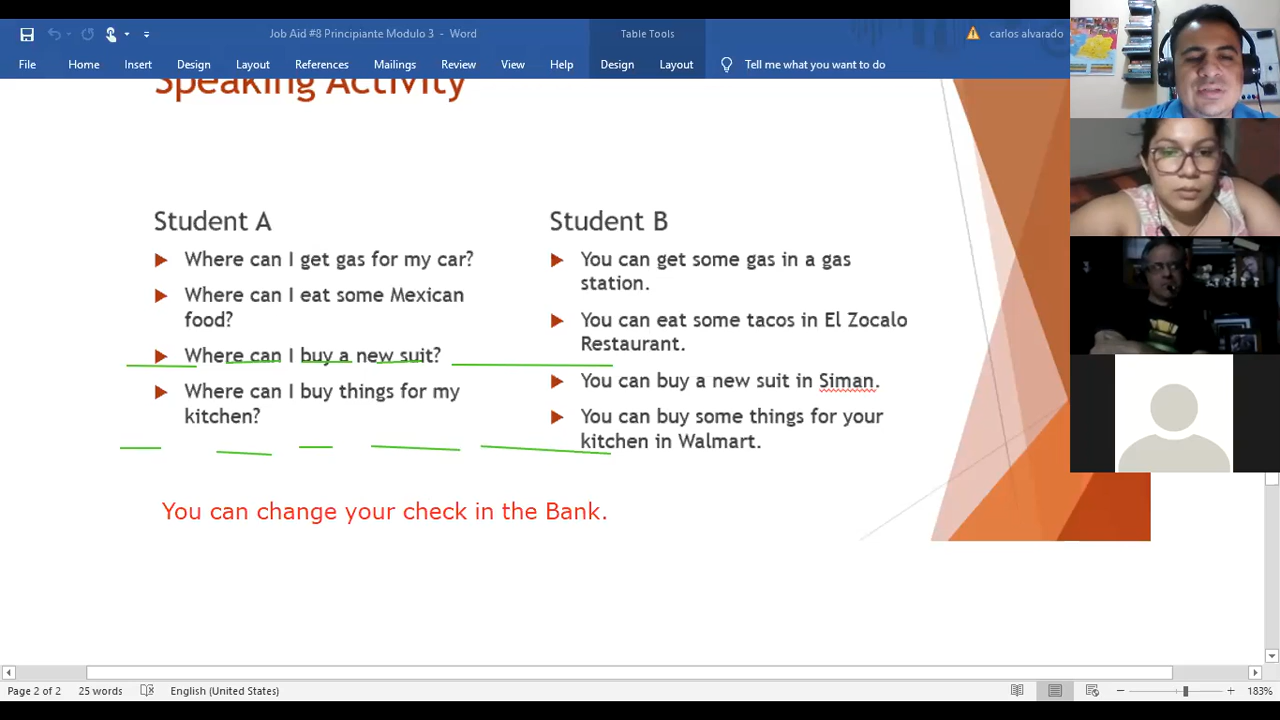 Job Aid #8 Principiante Modulo 3 - Word
Table Tools
carlos alvarado
File Home Insert Design Layout References Mailings Review View Help Design Layout Tell me what you want to do
Speaking Activity
Student A
Where can I get gas for my car?
Where can I eat some Mexican
food?
Where can I buy a new suit?
Where can I buy things for my
kitchen?
Student B
You can get some gas in a gas
station.
You can eat some tacos in El Zocalo
Restaurant.
You can buy a new suit in Siman.
You can buy some things for your
kitchen in Walmart.
You can change your check in the Bank.
Page 2 of 2 25 words English (United States) 183%